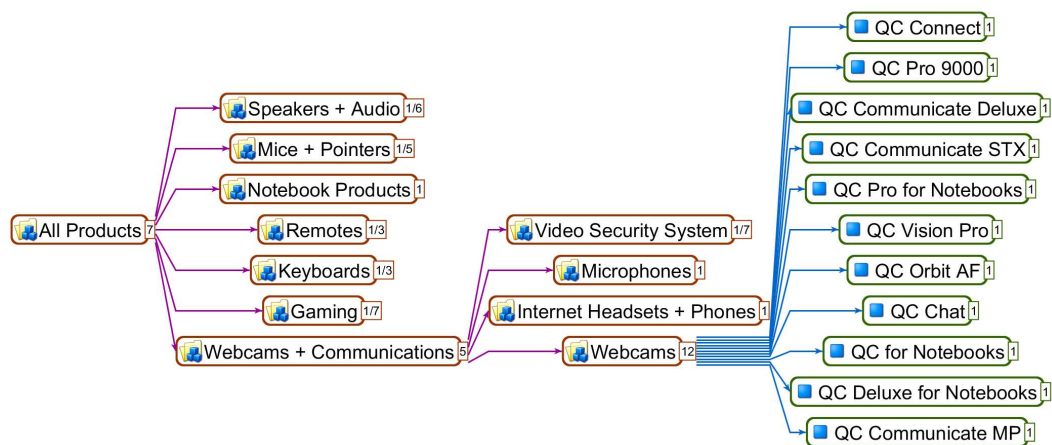 All Products 7
Speakers + Audio 1/6
Mice + Pointers 1/5
Notebook Products 1
Remotes 1/3
Keyboards 1/3
Gaming 1/7
Webcams + Communications 5
Video Security System 1/7
Microphones 1
Internet Headsets + Phones 1
Webcams 12
QC Connect 1
QC Pro 9000 1
QC Communicate Deluxe 1
QC Communicate STX 1
QC Pro for Notebooks 1
QC Vision Pro 1
QC Orbit AF 1
QC Chat 1
QC for Notebooks 1
QC Deluxe for Notebooks 1
QC Communicate MP 1